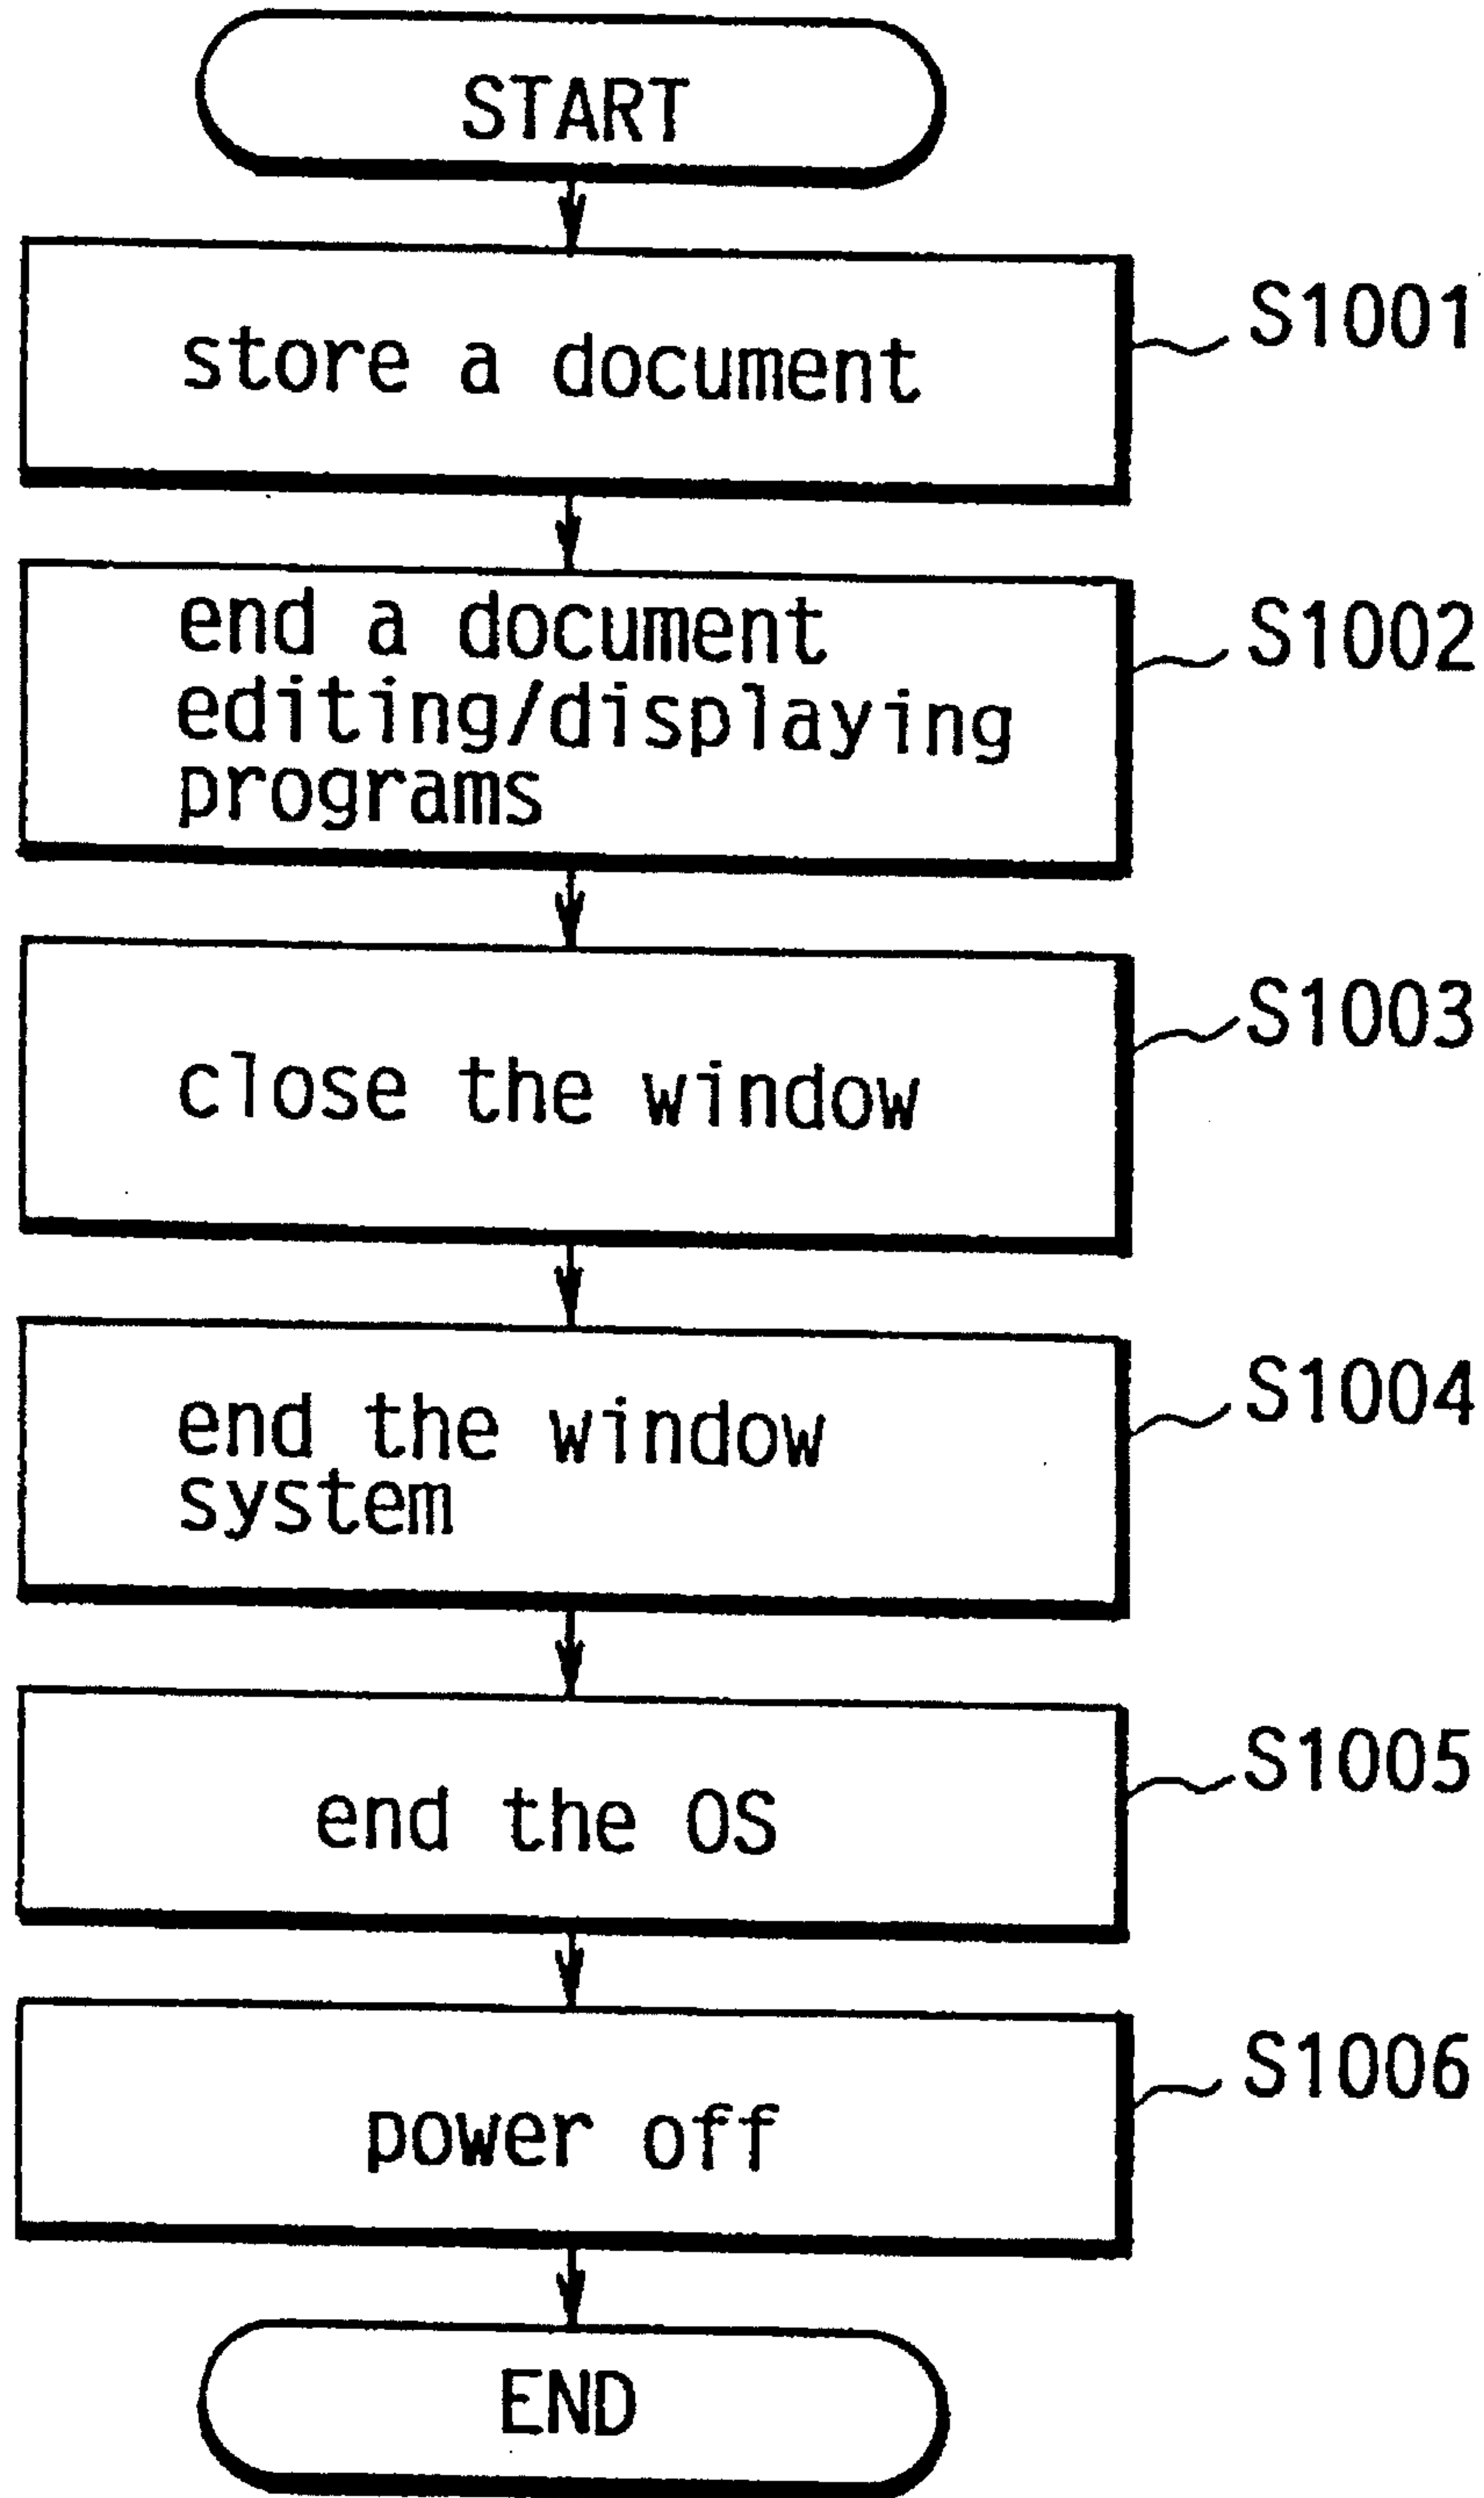 START
store a document
S1001
end a document
editing/displaying
programs
S1002
close the window
S1003
end the window
system
S1004
end the OS
S1005
power off
S1006
END